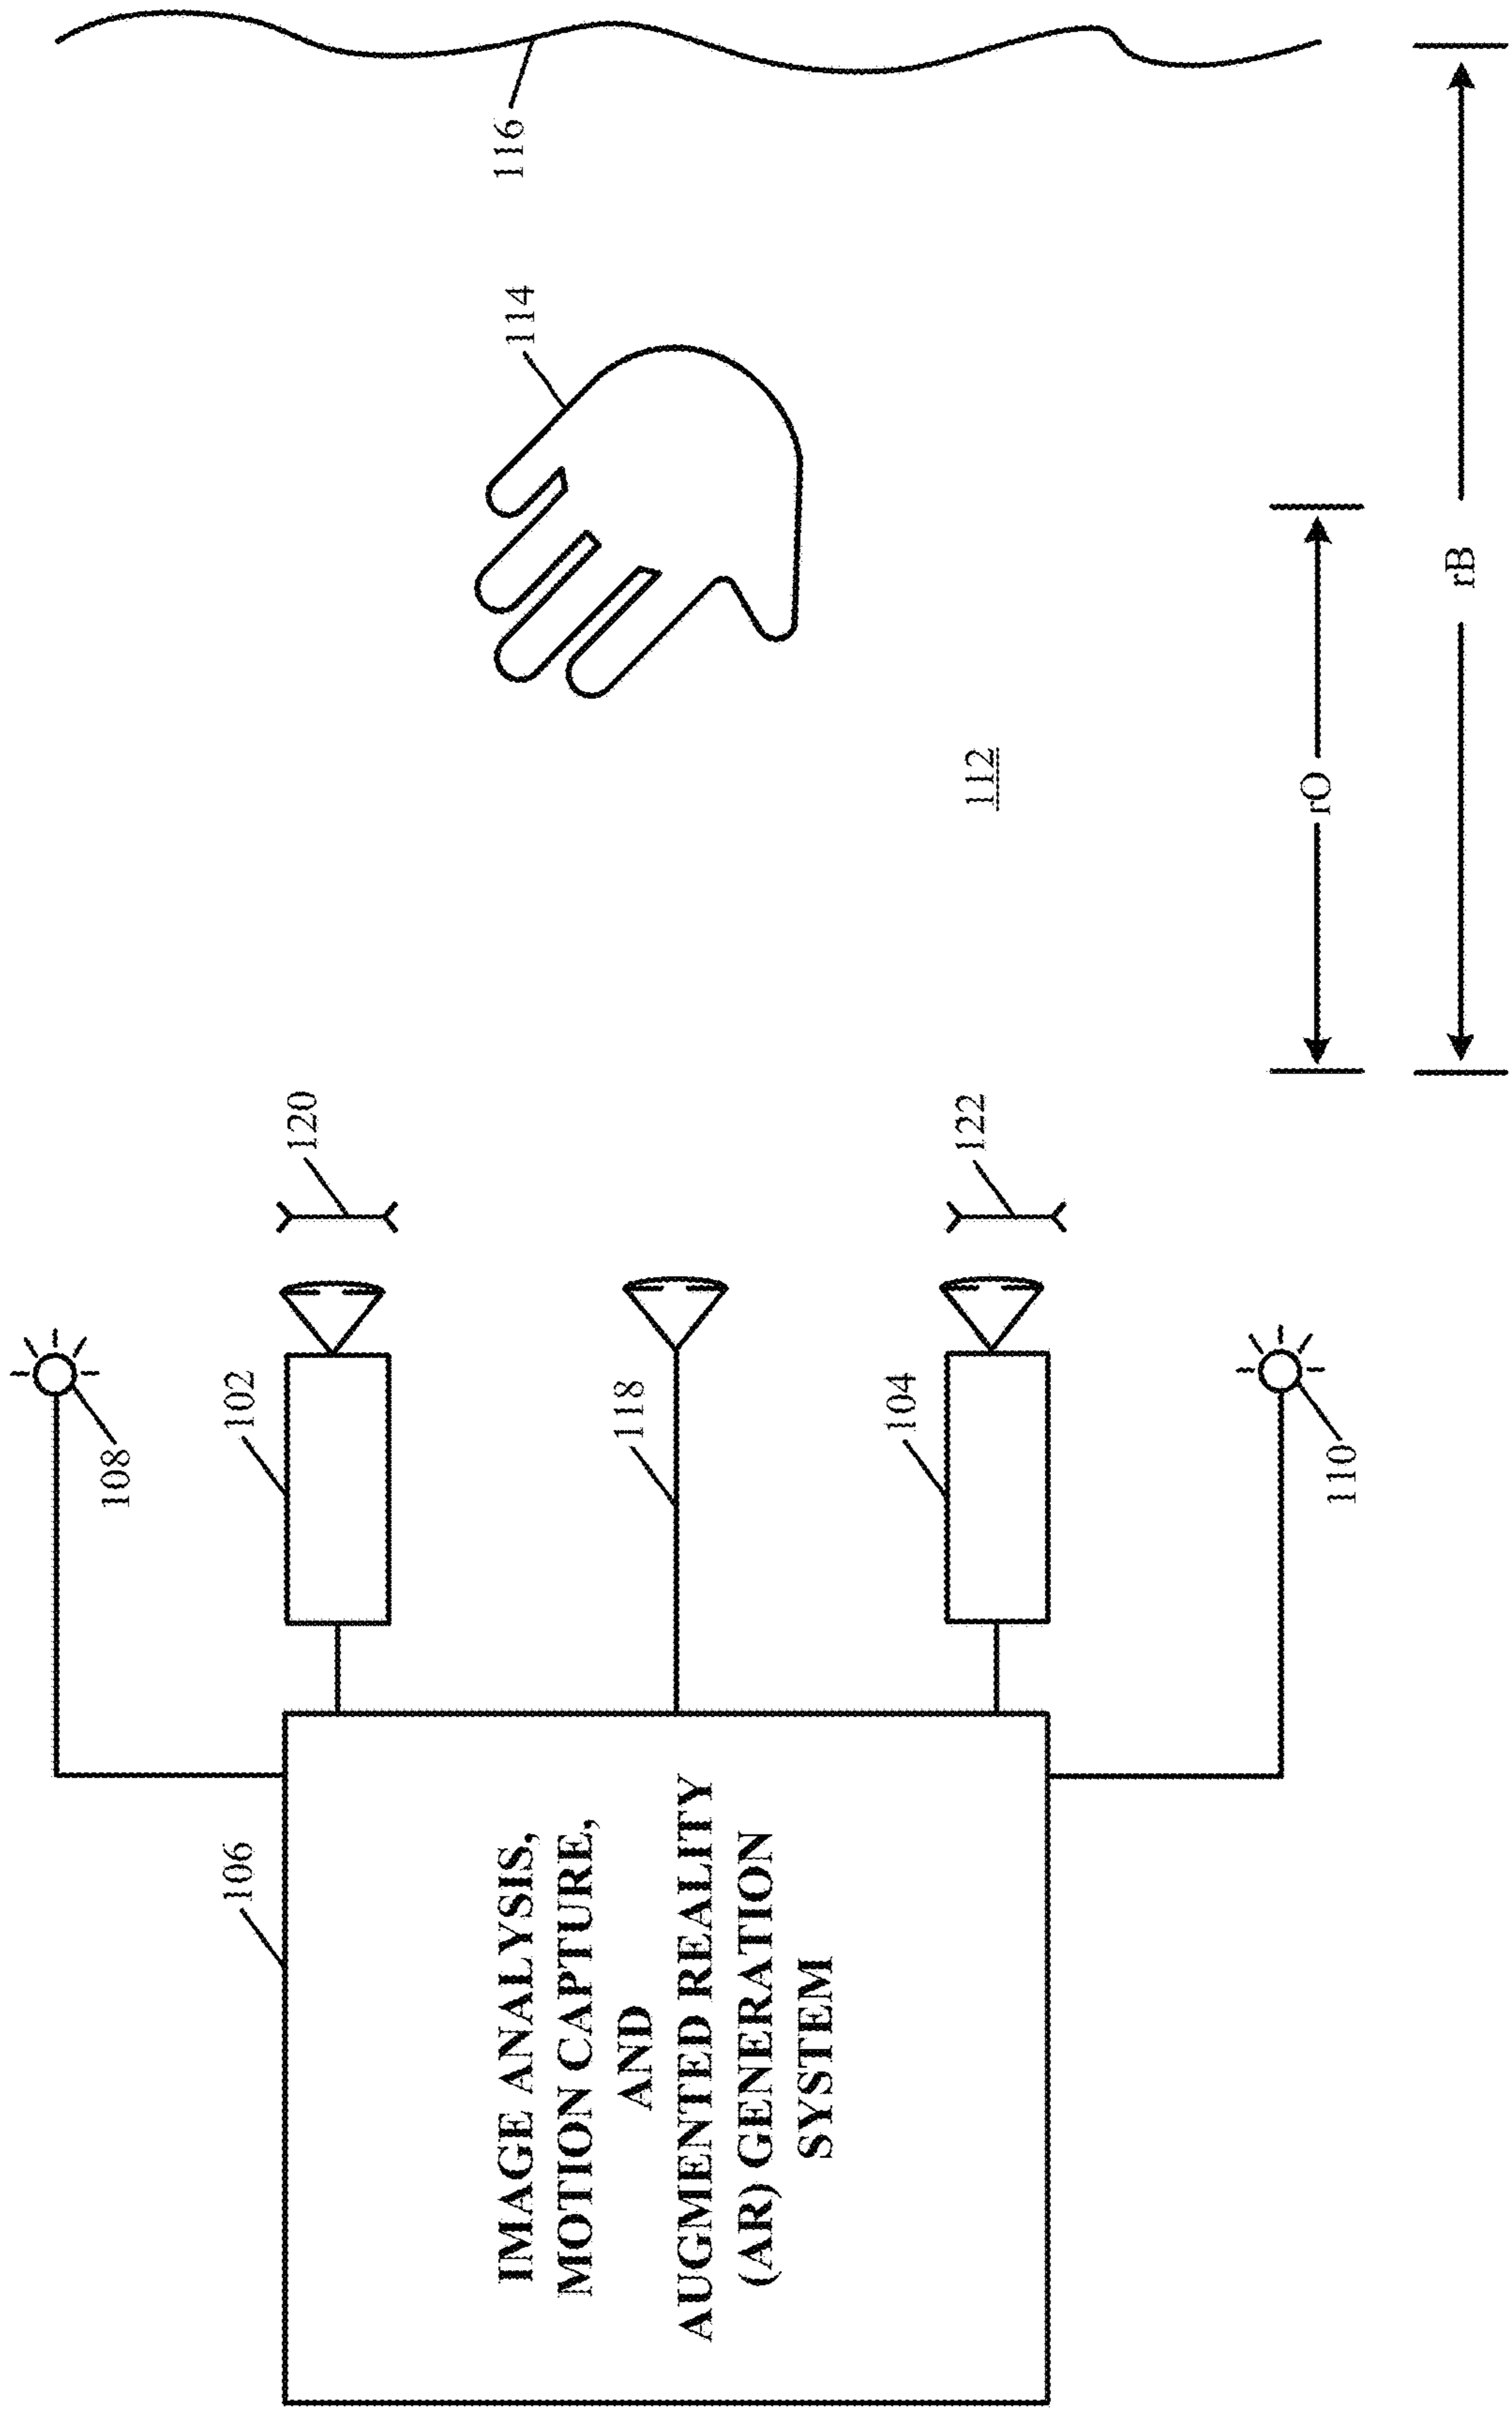 108
102
120
114
116
106
IMAGE ANALYSIS,
MOTION CAPTURE,
AND
AUGMENTED REALITY
(AR) GENERATION
SYSTEM
118
104
122
112
110
rO
rB